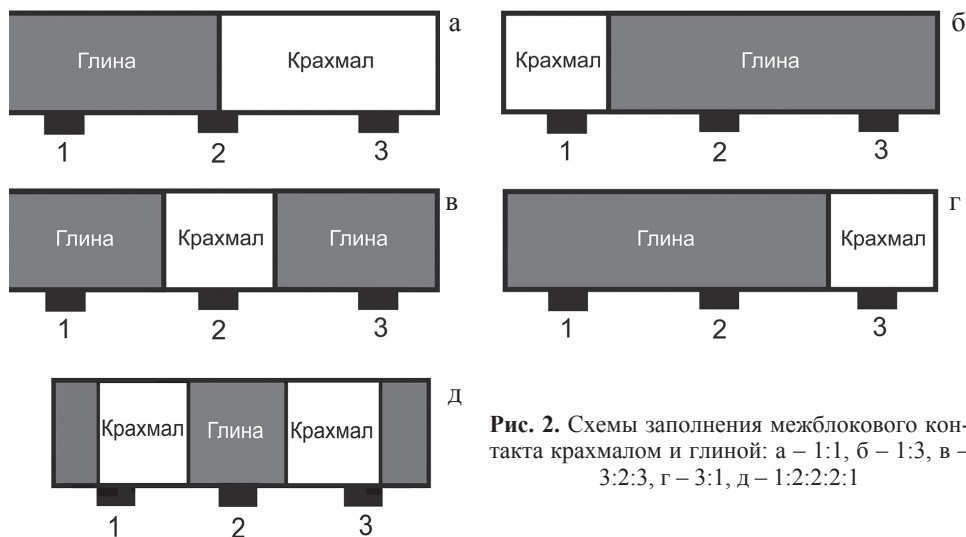 Глина Крахмал а
1 2 3
Крахмал Глина б
1 2 3
Глина Крахмал Глина в
1 2 3
Глина Крахмал г
1 2 3
Крахмал Глина Крахмал д
1 2 3
Рис. 2. Схемы заполнения межблокового кон-
такта крахмалом и глиной: а – 1:1, б – 1:3, в –
3:2:3, г – 3:1, д – 1:2:2:2:1